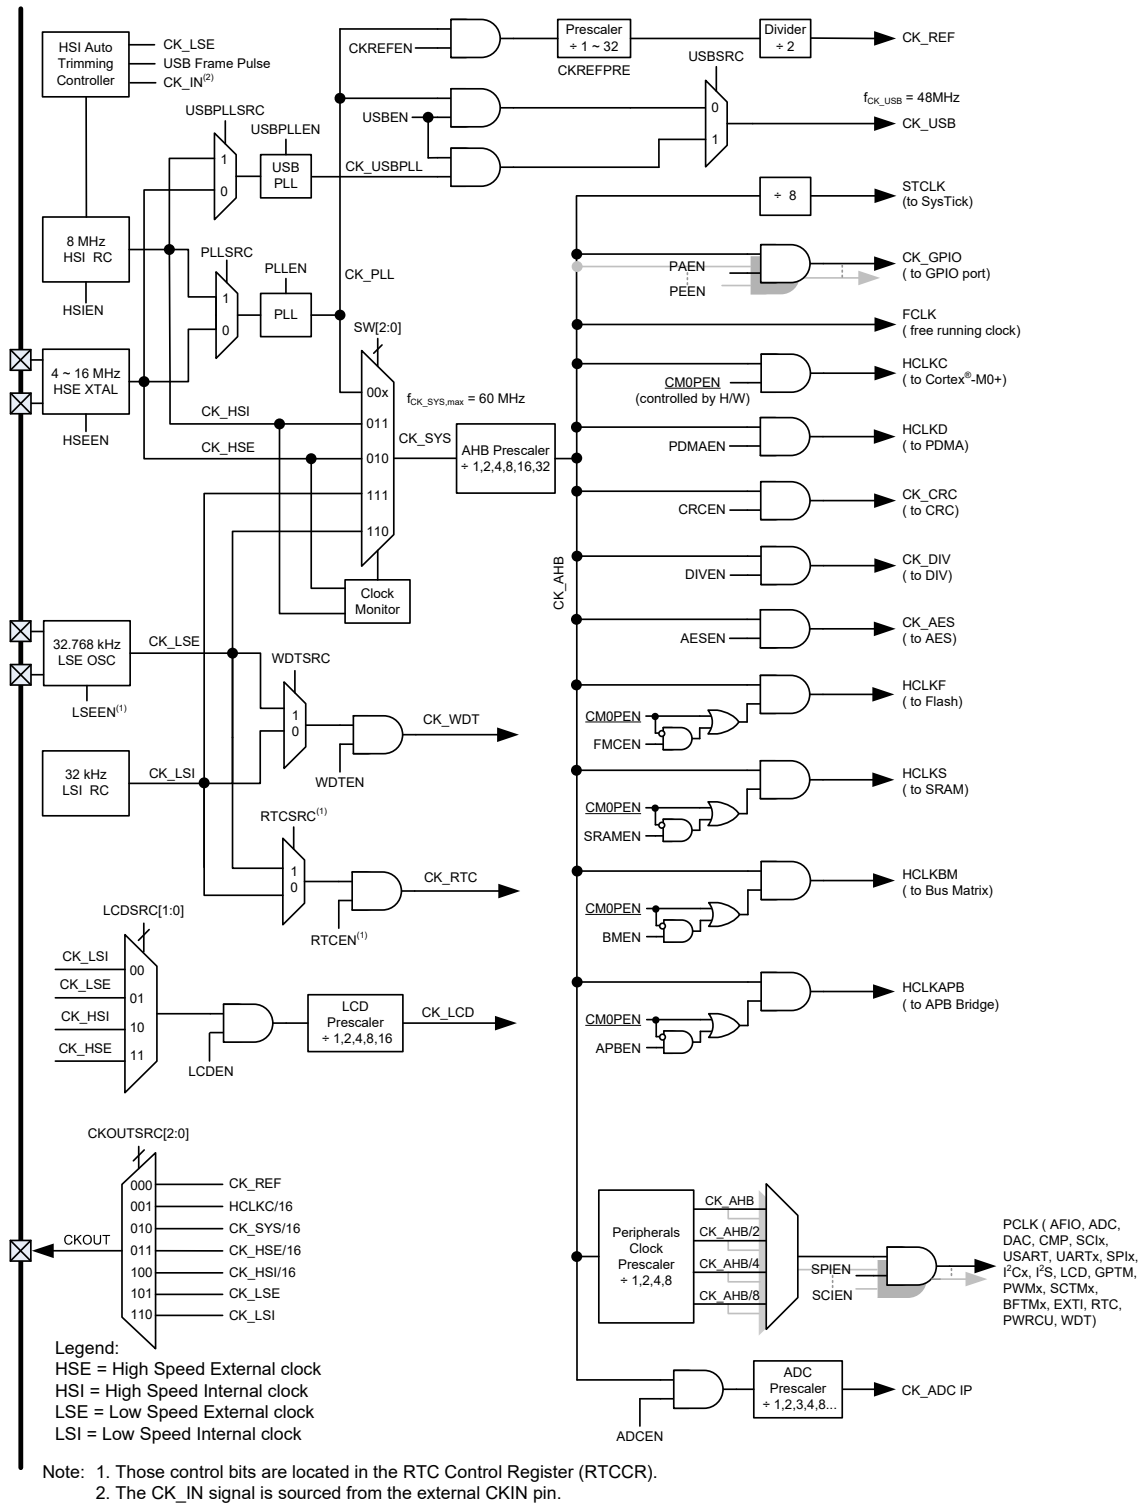 HSI Auto
Trimming
Controller
CK_LSE
USB Frame Pulse
CK_IN(2)
CKREFEN
Prescaler
÷ 1 ~ 32
CKREFPRE
Divider
÷ 2
CK_REF
USBSRC
USBEN
0
1
fCK_USB = 48MHz
CK_USB
USBPLLSRC
1
0
USBPLLEN
USB
PLL
CK_USBPLL
÷ 8
STCLK
(to SysTick)
8 MHz
HSI RC
HSIEN
PLLSRC
1
0
PLLEN
PLL
CK_PLL
PAEN
PEEN
CK_GPIO
( to GPIO port)
FCLK
( free running clock)
4 ~ 16 MHz
HSE XTAL
HSEEN
SW[2:0]
00x
011
010
111
110
fCK_SYS,max = 60 MHz
CK_HSI
CK_HSE
CK_SYS
AHB Prescaler
÷ 1,2,4,8,16,32
Clock
Monitor
CM0PEN
(controlled by H/W)
HCLKC
( to Cortex®-M0+)
PDMAEN
HCLKD
( to PDMA)
CRCEN
CK_CRC
( to CRC)
CK_AHB
DIVEN
CK_DIV
( to DIV)
AESEN
CK_AES
( to AES)
32.768 kHz
LSE OSC
LSEEN(1)
CK_LSE
WDTSRC
1
0
WDTEN
CK_WDT
CM0PEN
FMCEN
HCLKF
( to Flash)
32 kHz
LSI RC
CK_LSI
CM0PEN
SRAMEN
HCLKS
( to SRAM)
RTCSRC(1)
1
0
RTCEN(1)
CK_RTC
CM0PEN
BMEN
HCLKBM
( to Bus Matrix)
LCDSRC[1:0]
CK_LSI
00
CK_LSE
01
CK_HSI
10
CK_HSE
11
LCDEN
LCD
Prescaler
÷ 1,2,4,8,16
CK_LCD
CM0PEN
APBEN
HCLKAPB
( to APB Bridge)
CKOUTSRC[2:0]
CKOUT
000 CK_REF
001 HCLKC/16
010 CK_SYS/16
011 CK_HSE/16
100 CK_HSI/16
101 CK_LSE
110 CK_LSI
Peripherals
Clock
Prescaler
÷ 1,2,4,8
CK_AHB
CK_AHB/2
CK_AHB/4
CK_AHB/8
SPIEN
SCIEN
PCLK ( AFIO, ADC,
DAC, CMP, SCIx,
USART, UARTx, SPIx,
I2Cx, I2S, LCD, GPTM,
PWMx, SCTMx,
BFTMx, EXTI, RTC,
PWRCU, WDT)
ADCEN
ADC
Prescaler
÷ 1,2,3,4,8...
CK_ADC IP
Legend:
HSE = High Speed External clock
HSI = High Speed Internal clock
LSE = Low Speed External clock
LSI = Low Speed Internal clock
Note: 1. Those control bits are located in the RTC Control Register (RTCCR).
2. The CK_IN signal is sourced from the external CKIN pin.